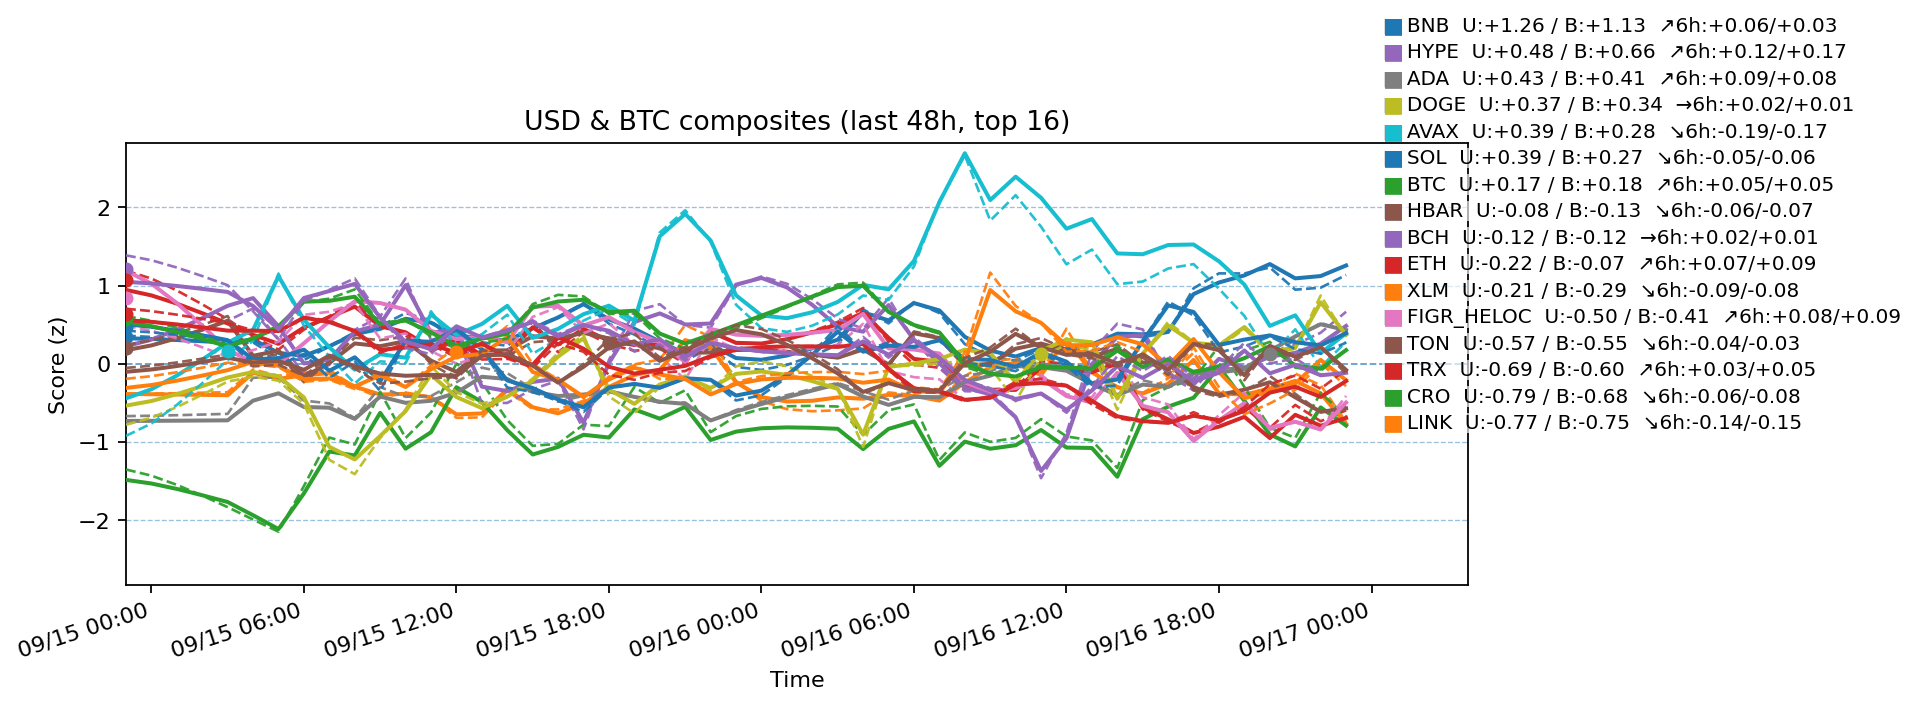 BNB  U:+1.26 / B:+1.13  ↗6h:+0.06/+0.03
HYPE  U:+0.48 / B:+0.66  ↗6h:+0.12/+0.17
ADA  U:+0.43 / B:+0.41  ↗6h:+0.09/+0.08
DOGE  U:+0.37 / B:+0.34  →6h:+0.02/+0.01
AVAX  U:+0.39 / B:+0.28  ↘6h:-0.19/-0.17
SOL  U:+0.39 / B:+0.27  ↘6h:-0.05/-0.06
BTC  U:+0.17 / B:+0.18  ↗6h:+0.05/+0.05
HBAR  U:-0.08 / B:-0.13  ↘6h:-0.06/-0.07
BCH  U:-0.12 / B:-0.12  →6h:+0.02/+0.01
ETH  U:-0.22 / B:-0.07  ↗6h:+0.07/+0.09
XLM  U:-0.21 / B:-0.29  ↘6h:-0.09/-0.08
FIGR_HELOC  U:-0.50 / B:-0.41  ↗6h:+0.08/+0.09
TON  U:-0.57 / B:-0.55  ↘6h:-0.04/-0.03
TRX  U:-0.69 / B:-0.60  ↗6h:+0.03/+0.05
CRO  U:-0.79 / B:-0.68  ↘6h:-0.06/-0.08
LINK  U:-0.77 / B:-0.75  ↘6h:-0.14/-0.15
USD & BTC composites (last 48h, top 16)
Score (z)
2
1
0
−1
−2
09/15 00:00
09/15 06:00
09/15 12:00
09/15 18:00
09/16 00:00
09/16 06:00
09/16 12:00
09/16 18:00
09/17 00:00
Time